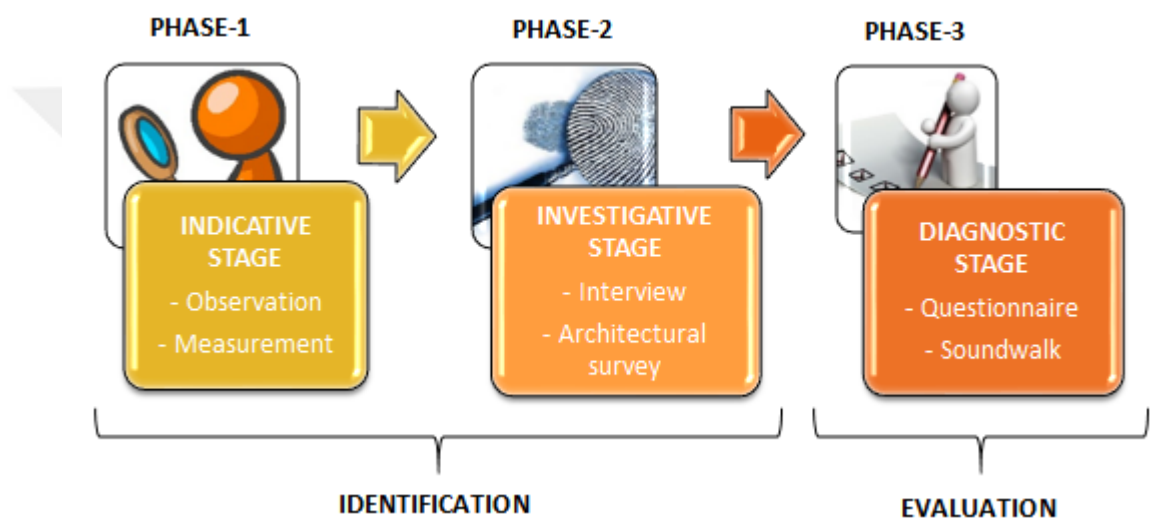 PHASE-1
PHASE-2
PHASE-3
INDICATIVE
STAGE
- Observation
- Measurement
INVESTIGATIVE
STAGE
- Interview
- Architectural
survey
DIAGNOSTIC
STAGE
- Questionnaire
- Soundwalk
IDENTIFICATION
EVALUATION